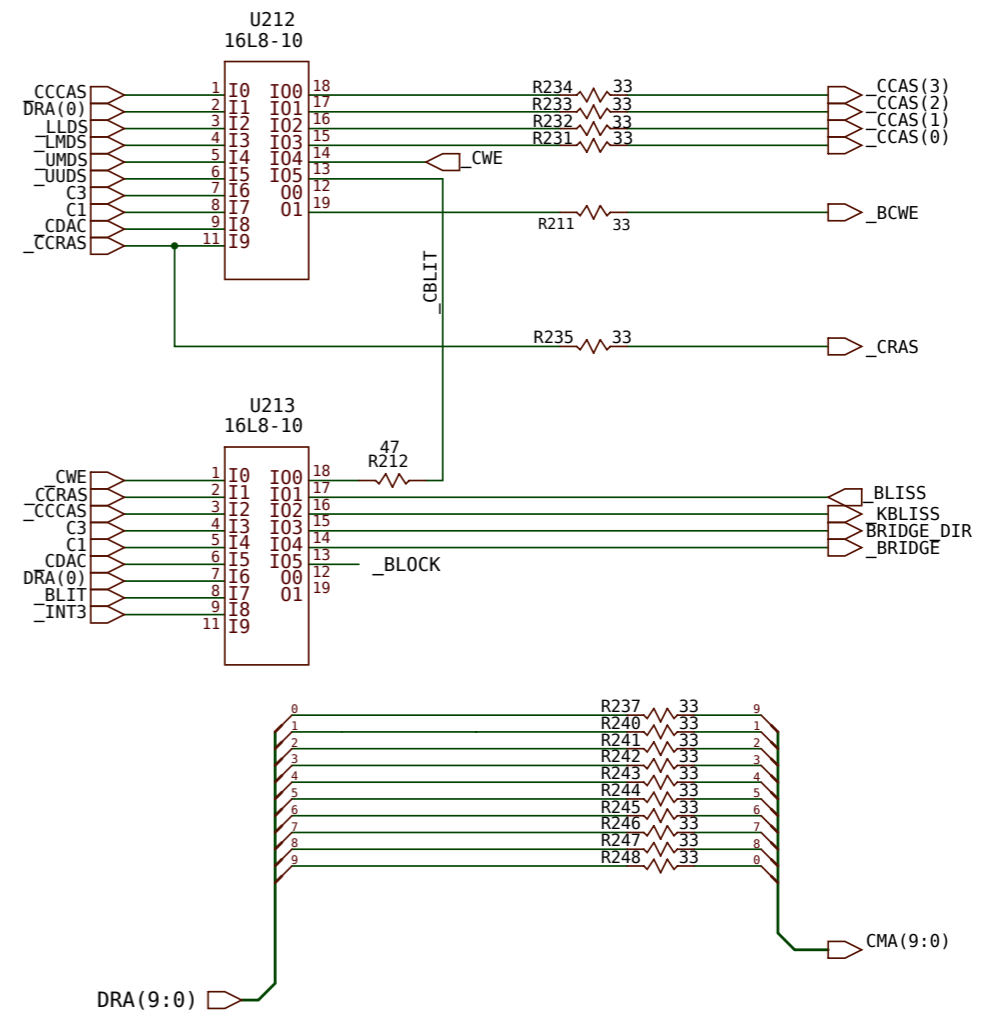 U212
16L8-10
_CCCAS 1 I0 IO0 18 R234 33 _CCAS(3)
DRA(0) 2 I1 IO1 17 R233 33 _CCAS(2)
_LLDS 3 I2 IO2 16 R232 33 _CCAS(1)
_LMDS 4 I3 IO3 15 R231 33 _CCAS(0)
_UMDS 5 I4 IO4 14 _CWE
_UUDS 6 I5 IO5 13
C3 7 I6 O0 12
C1 8 I7 O1 19 R211 33 _BCWE
_CDAC 9 I8
_CCRAS 11 I9
_CBLIT
R235 33 _CRAS
U213
16L8-10
47
R212
_CWE 1 I0 IO0 18
_CCRAS 2 I1 IO1 17 _BLISS
_CCCAS 3 I2 IO2 16 _KBLISS
C3 4 I3 IO3 15 BRIDGE_DIR
C1 5 I4 IO4 14 _BRIDGE
_CDAC 6 I5 IO5 13 _BLOCK
DRA(0) 7 I6 O0 12
_BLIT 8 I7 O1 19
_INT3 9 I8
11 I9
0 R237 33 9
1 R240 33 1
2 R241 33 2
3 R242 33 3
4 R243 33 4
5 R244 33 5
6 R245 33 6
7 R246 33 7
8 R247 33 8
9 R248 33 0
CMA(9:0)
DRA(9:0)